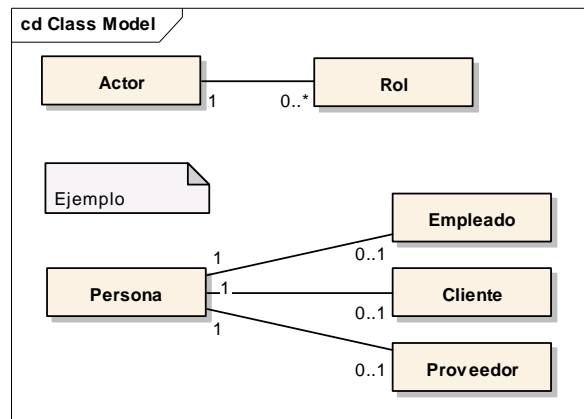 cd Class Model
Actor
Rol
1
0..*
Ejemplo
Empleado
1
0..1
Persona
1
Cliente
0..1
1
Proveedor
0..1